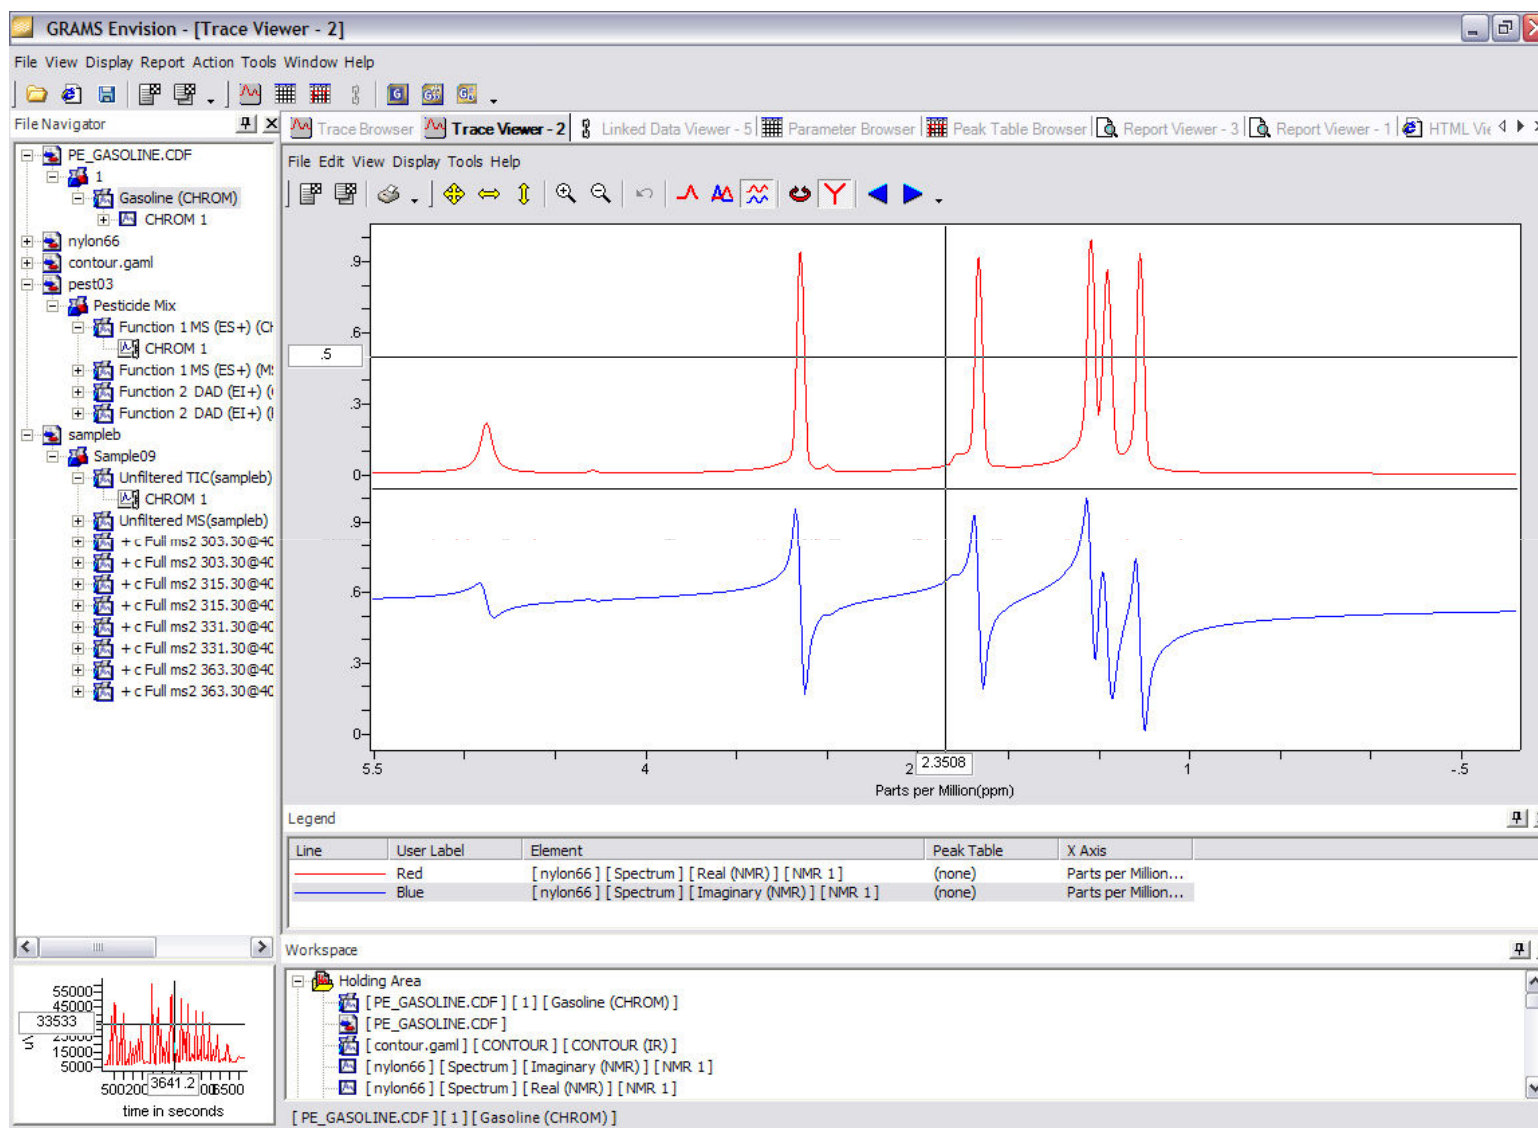 GRAMS Envision - [Trace Viewer - 2]
File View Display Report Action Tools Window Help
File Navigator
PE_GASOLINE.CDF
1
Gasoline (CHROM)
CHROM 1
nylon66
contour.gaml
pest03
Pesticide Mix
Function 1 MS (ES+) (CH
CHROM 1
Function 1 MS (ES+) (M
Function 2 DAD (EI+) (
Function 2 DAD (EI+) (
sampleb
Sample09
Unfiltered TIC(sampleb)
CHROM 1
Unfiltered MS(sampleb)
+ c Full ms2 303.30@40
+ c Full ms2 303.30@40
+ c Full ms2 315.30@40
+ c Full ms2 315.30@40
+ c Full ms2 331.30@40
+ c Full ms2 331.30@40
+ c Full ms2 363.30@40
+ c Full ms2 363.30@40
55000
45000
33533
15000
5000
3641.2
6500
time in seconds
Trace Browser Trace Viewer - 2 Linked Data Viewer - 5 Parameter Browser Peak Table Browser Report Viewer - 3 Report Viewer - 1 HTML Vie
File Edit View Display Tools Help
.9
.6
.5
.3
0
.9
.6
.3
0
5.5 4 2 2.3508 1 -.5
Parts per Million(ppm)
Legend
Line User Label Element Peak Table X Axis
Red [ nylon66 ] [ Spectrum ] [ Real (NMR) ] [ NMR 1 ] (none) Parts per Million...
Blue [ nylon66 ] [ Spectrum ] [ Imaginary (NMR) ] [ NMR 1 ] (none) Parts per Million...
Workspace
Holding Area
[ PE_GASOLINE.CDF ] [ 1 ] [ Gasoline (CHROM) ]
[ PE_GASOLINE.CDF ]
[ contour.gaml ] [ CONTOUR ] [ CONTOUR (IR) ]
[ nylon66 ] [ Spectrum ] [ Imaginary (NMR) ] [ NMR 1 ]
[ nylon66 ] [ Spectrum ] [ Real (NMR) ] [ NMR 1 ]
[ PE_GASOLINE.CDF ] [ 1 ] [ Gasoline (CHROM) ]